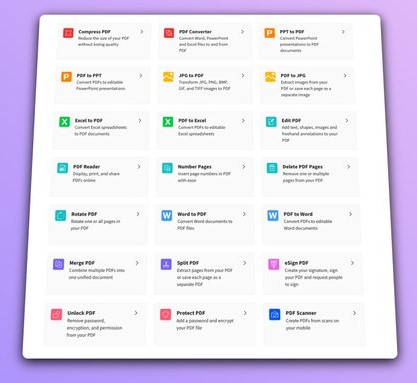 Compress PDF
Reduce the size of your PDF
without losing quality
PDF Converter
Convert Word, PowerPoint
and Excel files to and from
PDF
PPT to PDF
Convert PowerPoint
presentations to PDF
documents
PDF to PPT
Convert PDFs to editable
PowerPoint presentations
JPG to PDF
Transform JPG, PNG, BMP,
GIF, and TIFF images to PDF
PDF to JPG
Extract images from your
PDF or save each page as a
separate image
Excel to PDF
Convert Excel spreadsheets
to PDF documents
PDF to Excel
Convert PDFs to editable
Excel spreadsheets
Edit PDF
Add text, shapes, images and
freehand annotations to your
PDF
PDF Reader
Display, print, and share
PDFs online
Number Pages
Insert page numbers in PDF
with ease
Delete PDF Pages
Remove one or multiple
pages from your PDF
Rotate PDF
Rotate one or all pages in
your PDF
Word to PDF
Convert Word documents to
PDF files
PDF to Word
Convert PDFs to editable
Word documents
Merge PDF
Combine multiple PDFs into
one unified document
Split PDF
Extract pages from your PDF
or save each page as a
separate PDF
eSign PDF
Create your signature, sign
your PDF and request people
to sign
Unlock PDF
Remove password,
encryption, and permission
from your PDF
Protect PDF
Add a password and encrypt
your PDF file
PDF Scanner
Create PDFs from scans on
your mobile